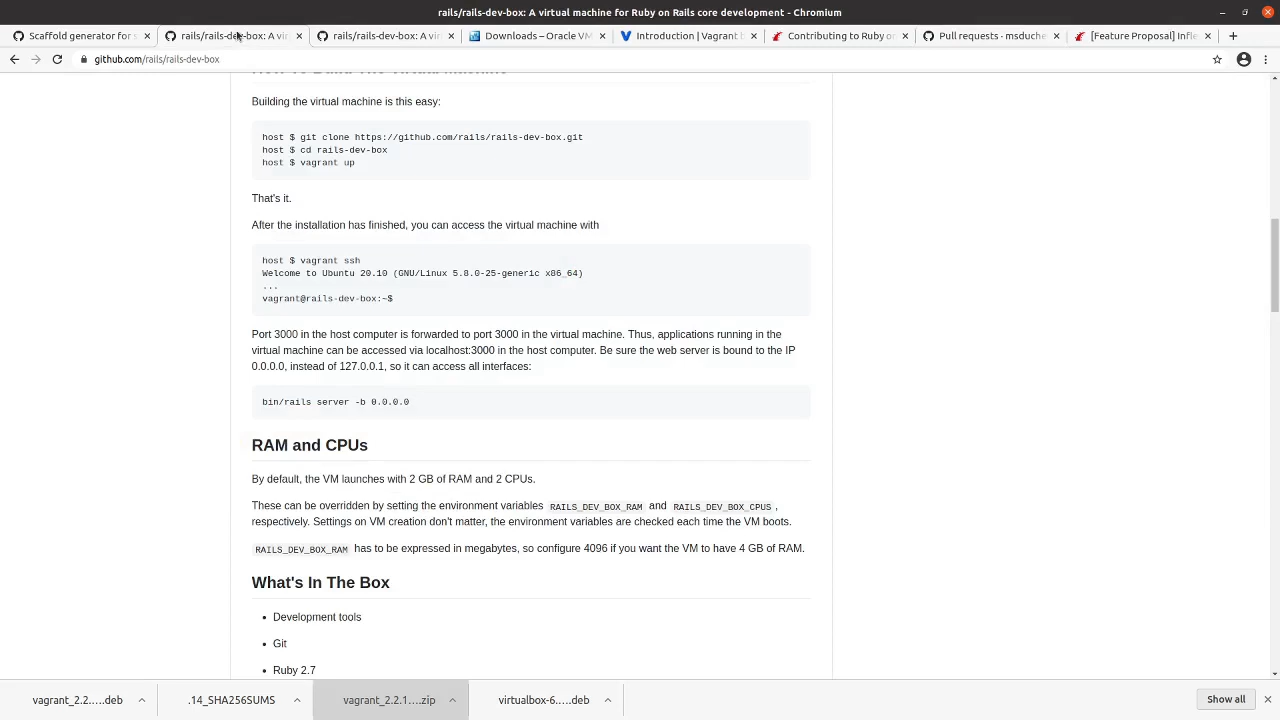 rails/rails-dev-box: A virtual machine for Ruby on Rails core development - Chromium
Scaffold generator for s
rails/rails-dev-box: A vir
rails/rails-dev-box: A vir
Downloads – Oracle VM
Introduction | Vagrant b
Contributing to Ruby on
Pull requests · msduche
[Feature Proposal] Infle
github.com/rails/rails-dev-box
How To Build The Virtual Machine
Building the virtual machine is this easy:
host $ git clone https://github.com/rails/rails-dev-box.git
host $ cd rails-dev-box
host $ vagrant up
That's it.
After the installation has finished, you can access the virtual machine with
host $ vagrant ssh
Welcome to Ubuntu 20.10 (GNU/Linux 5.8.0-25-generic x86_64)
...
vagrant@rails-dev-box:~$
Port 3000 in the host computer is forwarded to port 3000 in the virtual machine. Thus, applications running in the
virtual machine can be accessed via localhost:3000 in the host computer. Be sure the web server is bound to the IP
0.0.0.0, instead of 127.0.0.1, so it can access all interfaces:
bin/rails server -b 0.0.0.0
RAM and CPUs
By default, the VM launches with 2 GB of RAM and 2 CPUs.
These can be overridden by setting the environment variables RAILS_DEV_BOX_RAM and RAILS_DEV_BOX_CPUS ,
respectively. Settings on VM creation don't matter, the environment variables are checked each time the VM boots.
RAILS_DEV_BOX_RAM has to be expressed in megabytes, so configure 4096 if you want the VM to have 4 GB of RAM.
What's In The Box
• Development tools
• Git
• Ruby 2.7
vagrant_2.2.....deb
.14_SHA256SUMS
vagrant_2.2.1....zip
virtualbox-6.....deb
Show all